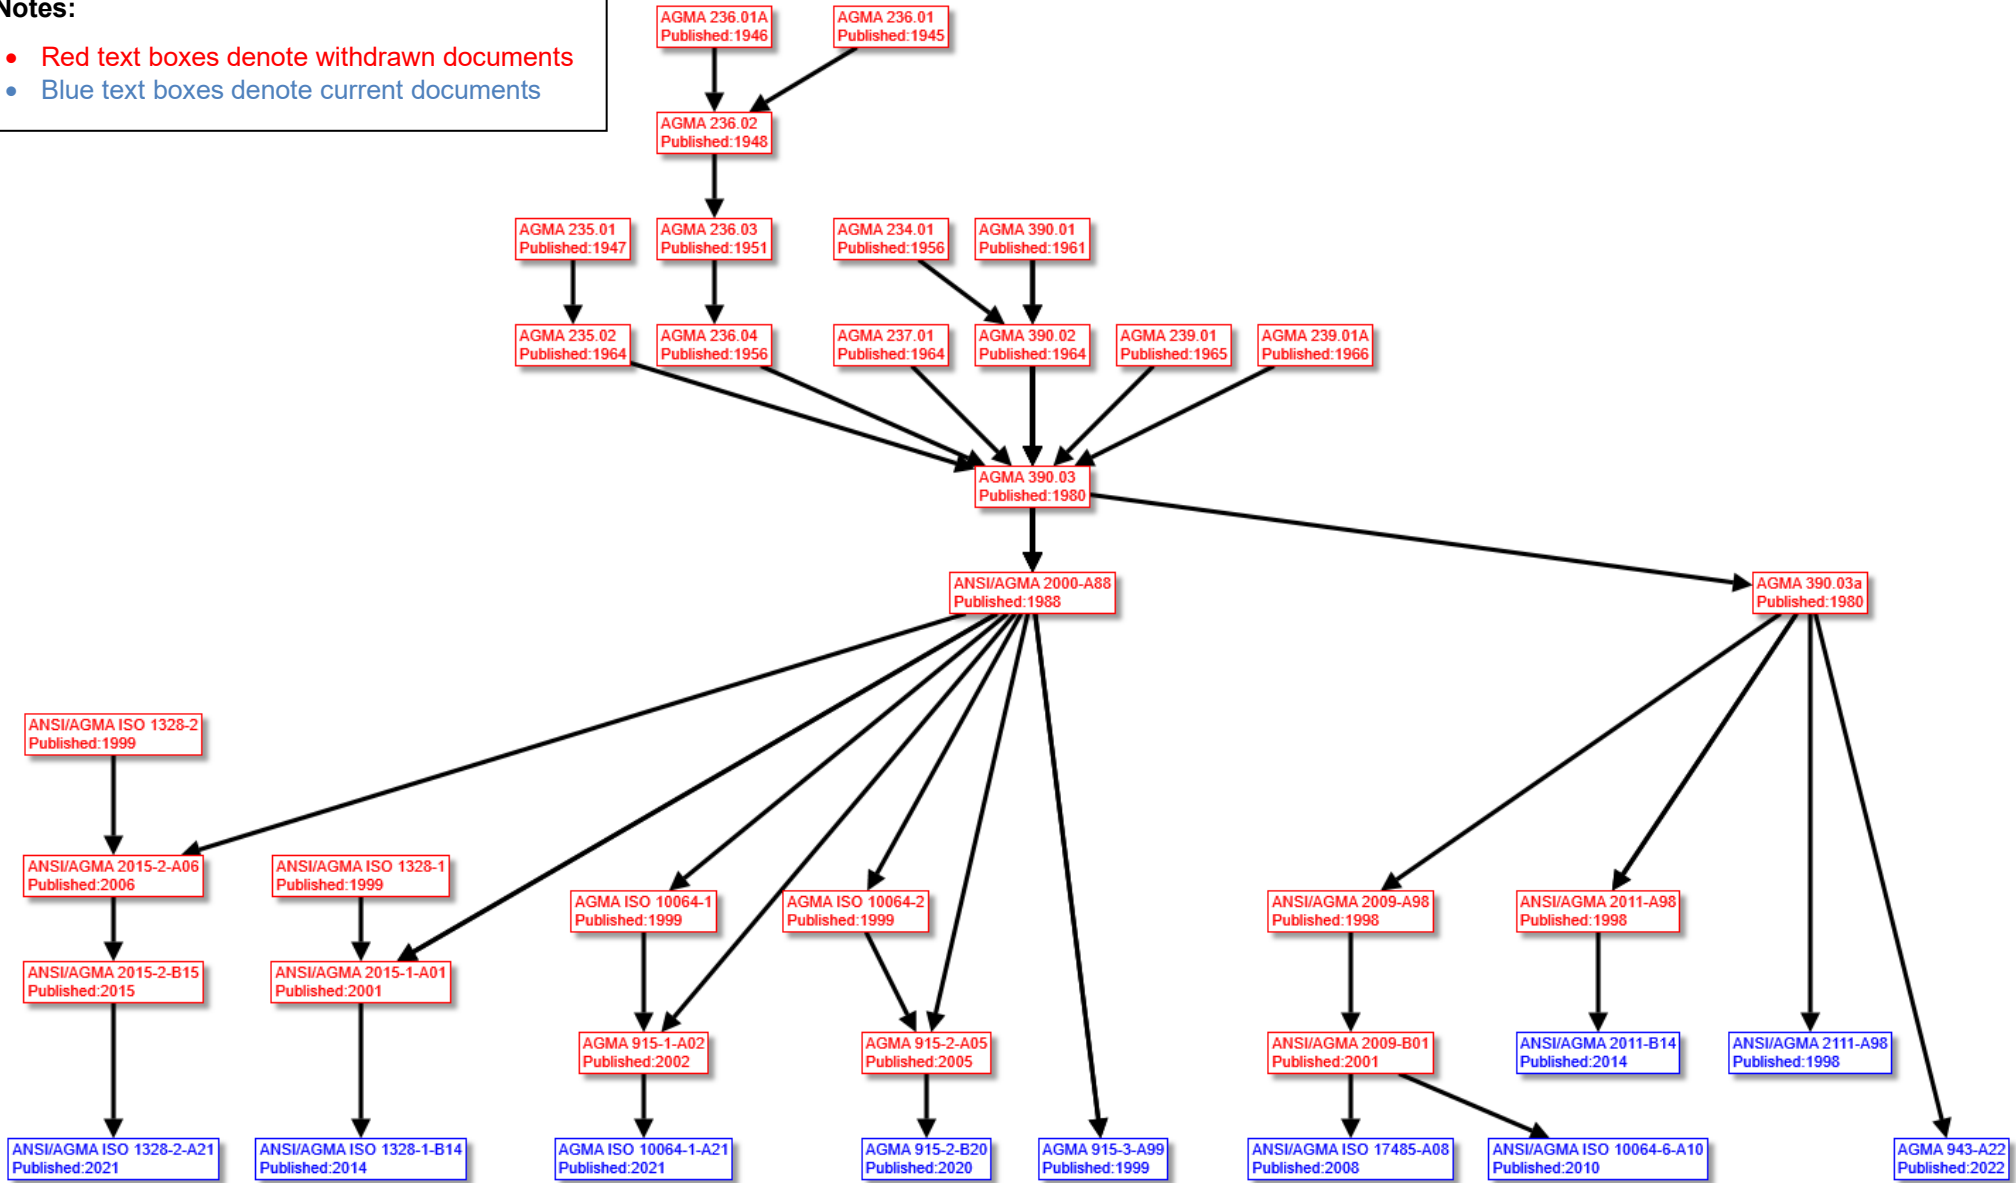 Notes:
• Red text boxes denote withdrawn documents
• Blue text boxes denote current documents
AGMA 236.01A
Published:1946
AGMA 236.01
Published:1945
AGMA 236.02
Published:1948
AGMA 235.01
Published:1947
AGMA 236.03
Published:1951
AGMA 234.01
Published:1956
AGMA 390.01
Published:1961
AGMA 235.02
Published:1964
AGMA 236.04
Published:1956
AGMA 237.01
Published:1964
AGMA 390.02
Published:1964
AGMA 239.01
Published:1965
AGMA 239.01A
Published:1966
AGMA 390.03
Published:1980
ANSI/AGMA 2000-A88
Published:1988
AGMA 390.03a
Published:1980
ANSI/AGMA ISO 1328-2
Published:1999
ANSI/AGMA 2015-2-A06
Published:2006
ANSI/AGMA ISO 1328-1
Published:1999
AGMA ISO 10064-1
Published:1999
AGMA ISO 10064-2
Published:1999
ANSI/AGMA 2009-A98
Published:1998
ANSI/AGMA 2011-A98
Published:1998
ANSI/AGMA 2015-2-B15
Published:2015
ANSI/AGMA 2015-1-A01
Published:2001
AGMA 915-1-A02
Published:2002
AGMA 915-2-A05
Published:2005
ANSI/AGMA 2009-B01
Published:2001
ANSI/AGMA 2011-B14
Published:2014
ANSI/AGMA 2111-A98
Published:1998
ANSI/AGMA ISO 1328-2-A21
Published:2021
ANSI/AGMA ISO 1328-1-B14
Published:2014
AGMA ISO 10064-1-A21
Published:2021
AGMA 915-2-B20
Published:2020
AGMA 915-3-A99
Published:1999
ANSI/AGMA ISO 17485-A08
Published:2008
ANSI/AGMA ISO 10064-6-A10
Published:2010
AGMA 943-A22
Published:2022